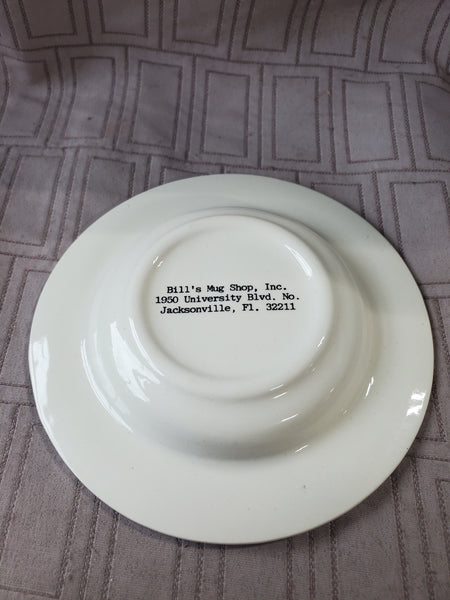 Bill's Mug Shop, Inc.
1950 University Blvd. No.
Jacksonville, Fl. 32211